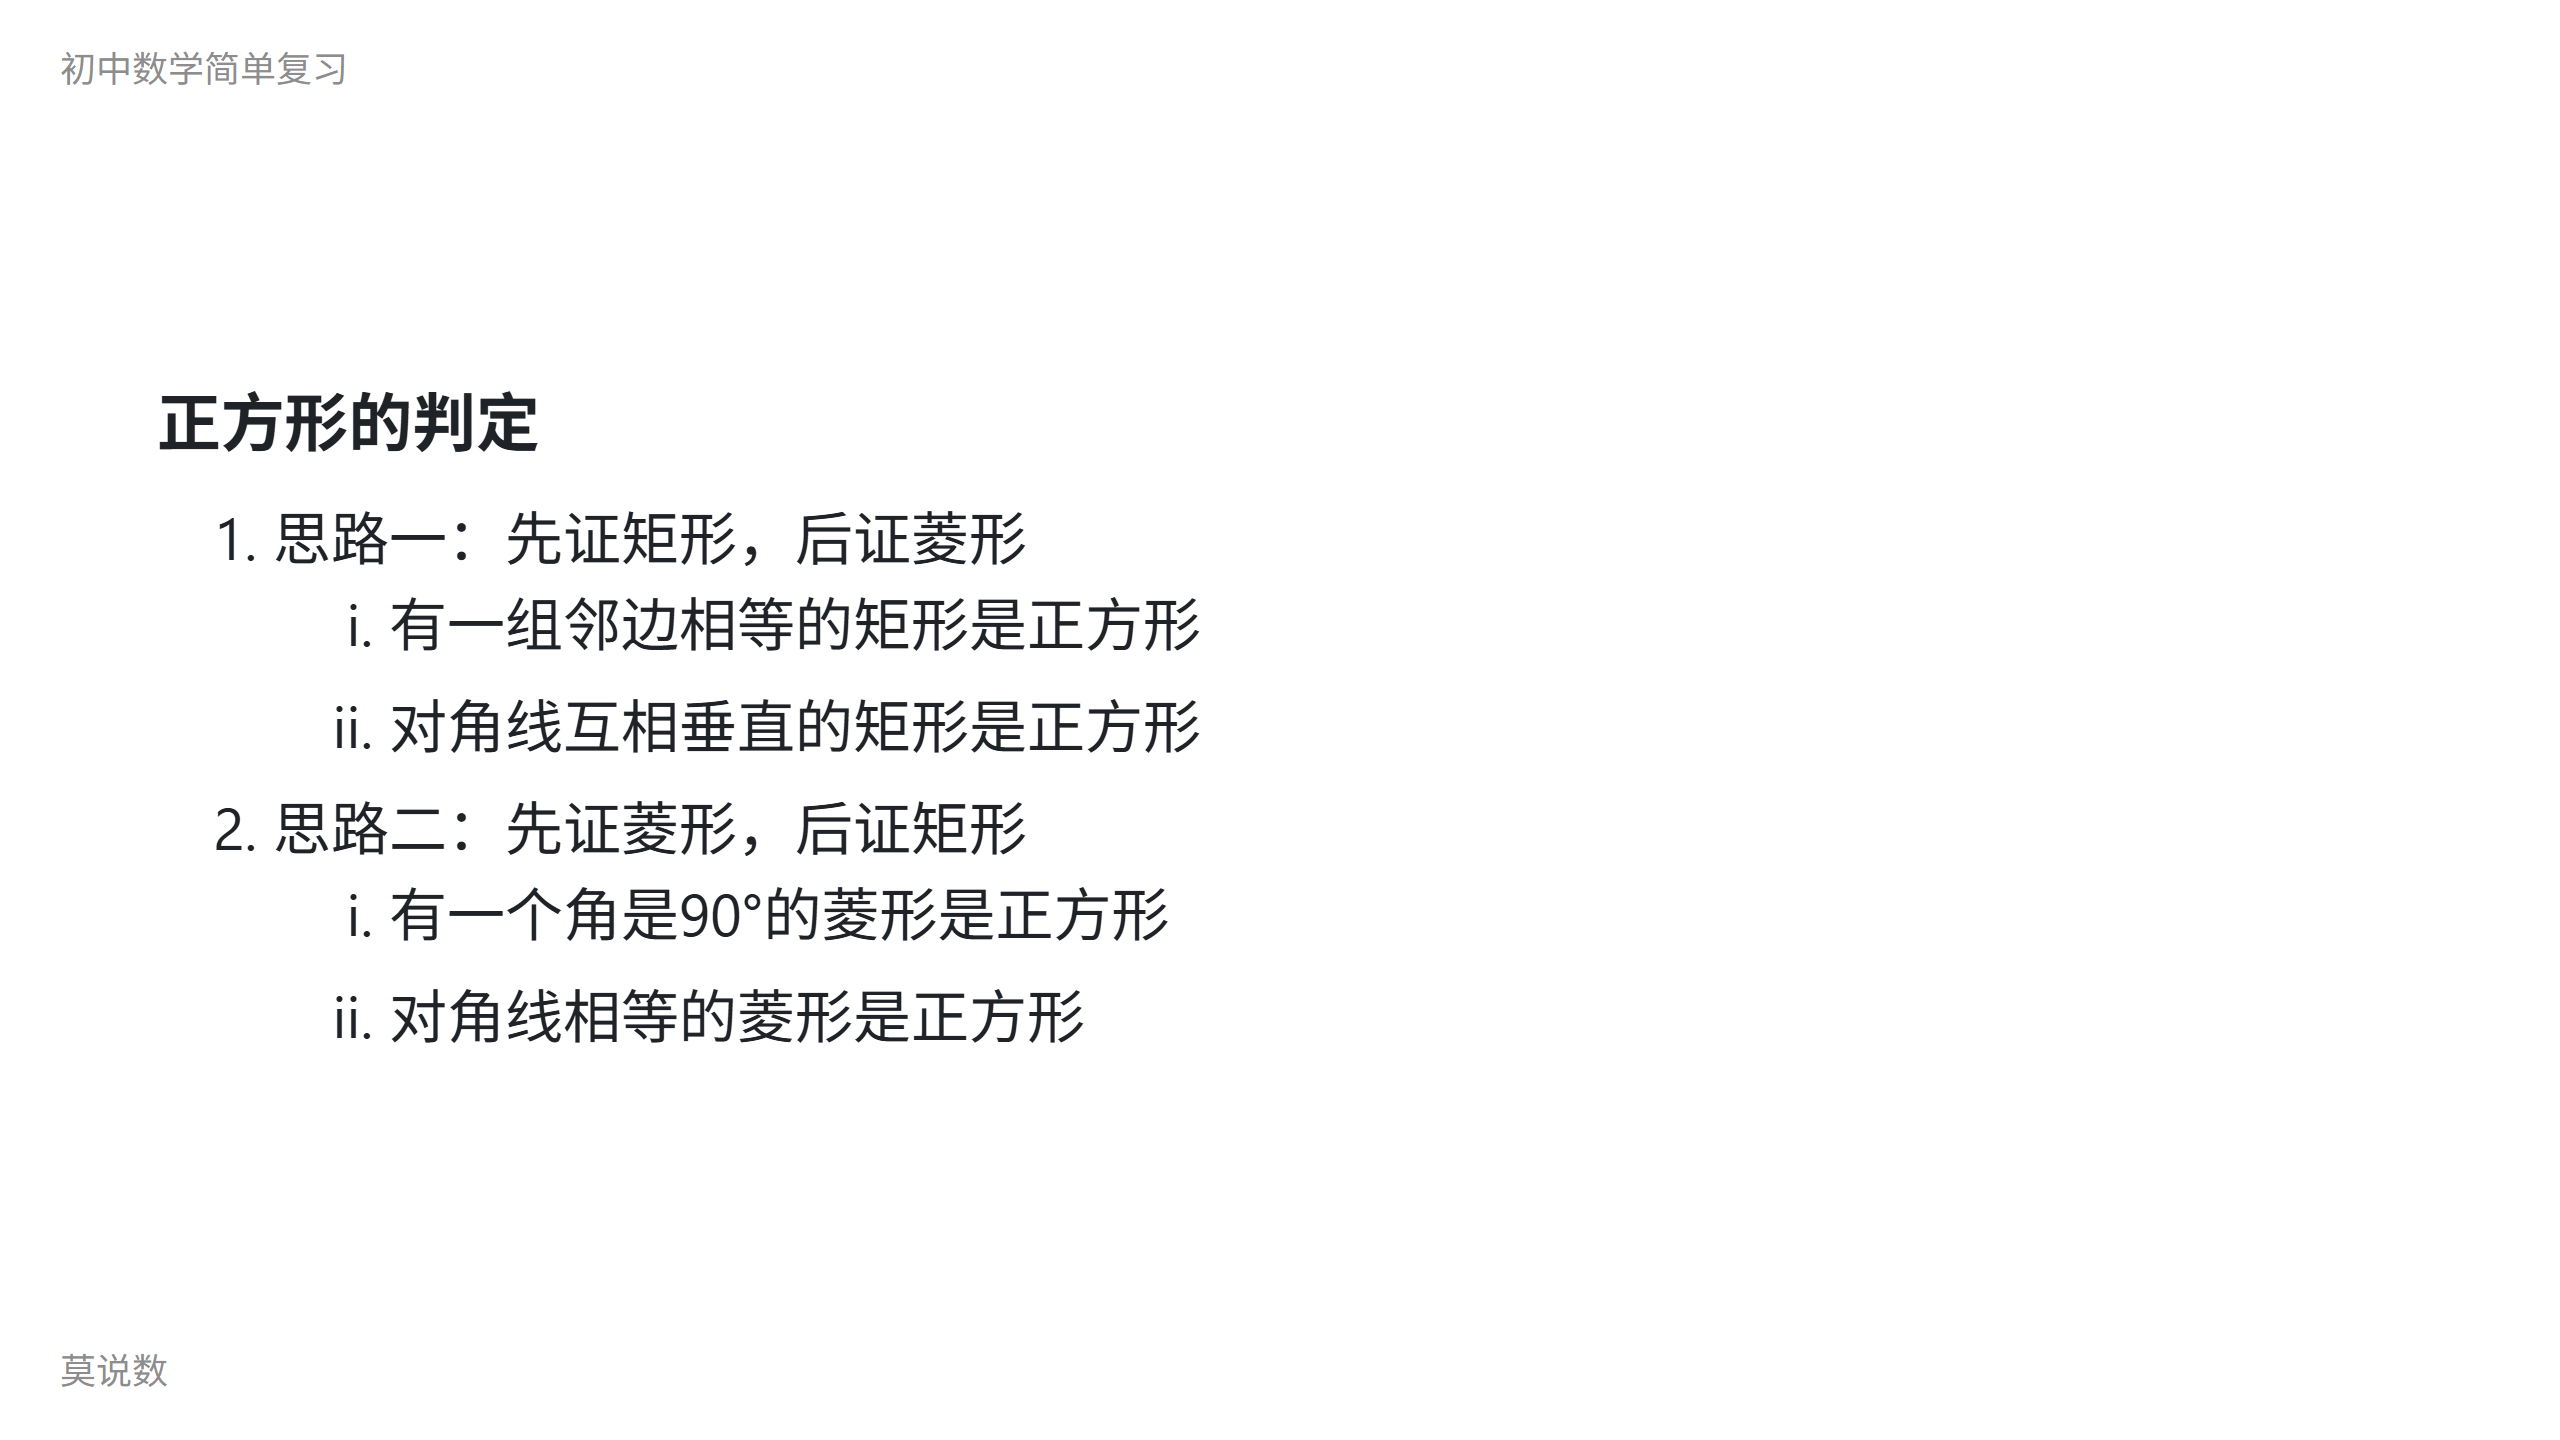 初中数学简单复习
正方形的判定
1. 思路一：先证矩形，后证菱形
i. 有一组邻边相等的矩形是正方形
ii. 对角线互相垂直的矩形是正方形
2. 思路二：先证菱形，后证矩形
i. 有一个角是90°的菱形是正方形
ii. 对角线相等的菱形是正方形
莫说数